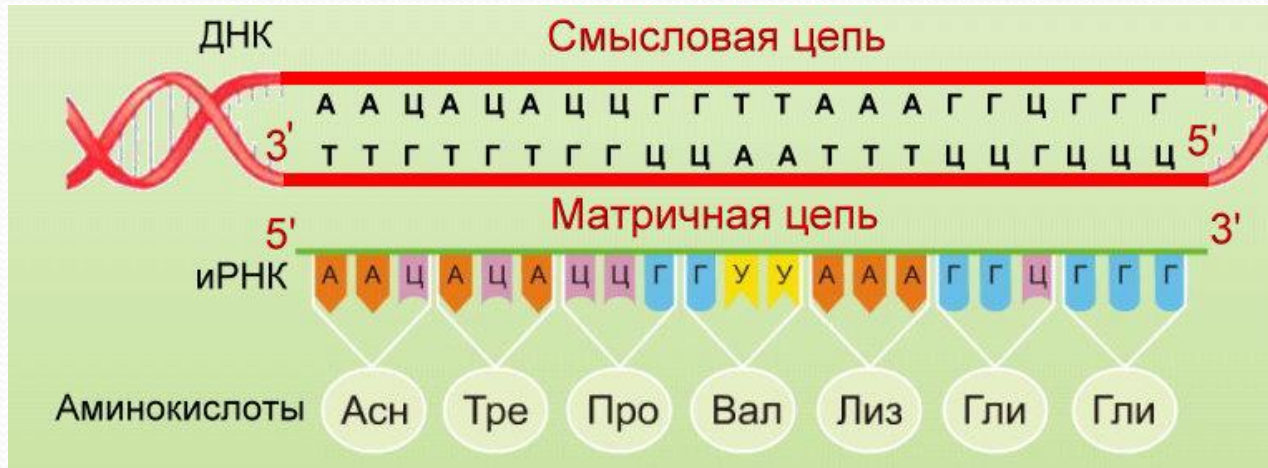 ДНК Смысловая цепь
А А Ц А Ц А Ц Ц Г Г Т Т А А А Г Г Ц Г Г Г
3' 5'
Т Т Г Т Г Т Г Г Ц Ц А А Т Т Т Ц Ц Г Ц Ц Ц
Матричная цепь
5' 3'
иРНК А А Ц А Ц А Ц Ц Г Г У У А А А Г Г Ц Г Г Г
Аминокислоты Асн Тре Про Вал Лиз Гли Гли